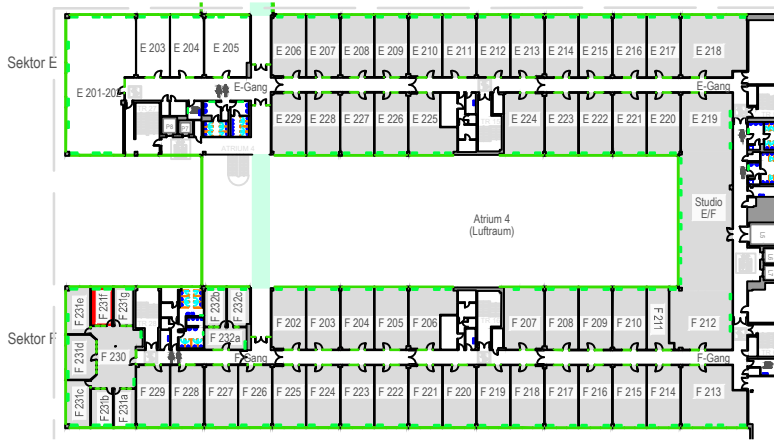 E 203 E 204 E 205 E 206 E 207 E 208 E 209 E 210 E 211 E 212 E 213 E 214 E 215 E 216 E 217 E 218
Sektor E
E 201-202
E-Gang E-Gang
E 229 E 228 E 227 E 226 E 225 E 224 E 223 E 222 E 221 E 220 E 219
ATRIUM 4
Studio
E/F
Atrium 4
(Luftraum)
F 231e F 231f F 231g F 232b F 232c
F 202 F 203 F 204 F 205 F 206 F 207 F 208 F 209 F 210 F 211 F 212
Sektor F
F 231d F 230 F 232a
F-Gang F-Gang
F 231c F 231b F 231a F 229 F 228 F 227 F 226 F 225 F 224 F 223 F 222 F 221 F 220 F 219 F 218 F 217 F 216 F 215 F 214 F 213